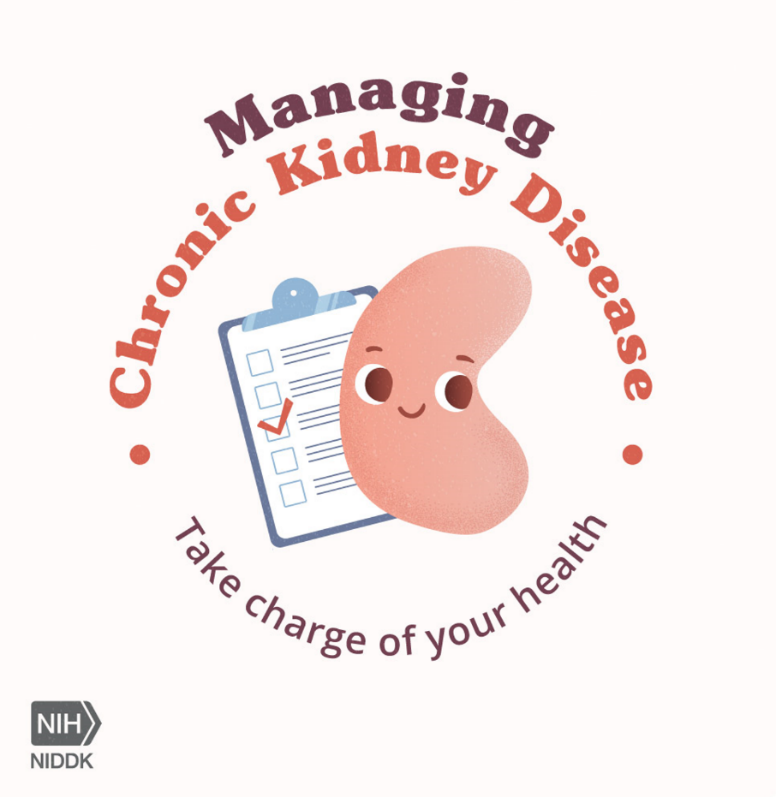 Managing
Chronic Kidney Disease
Take charge of your health
NIH
NIDDK